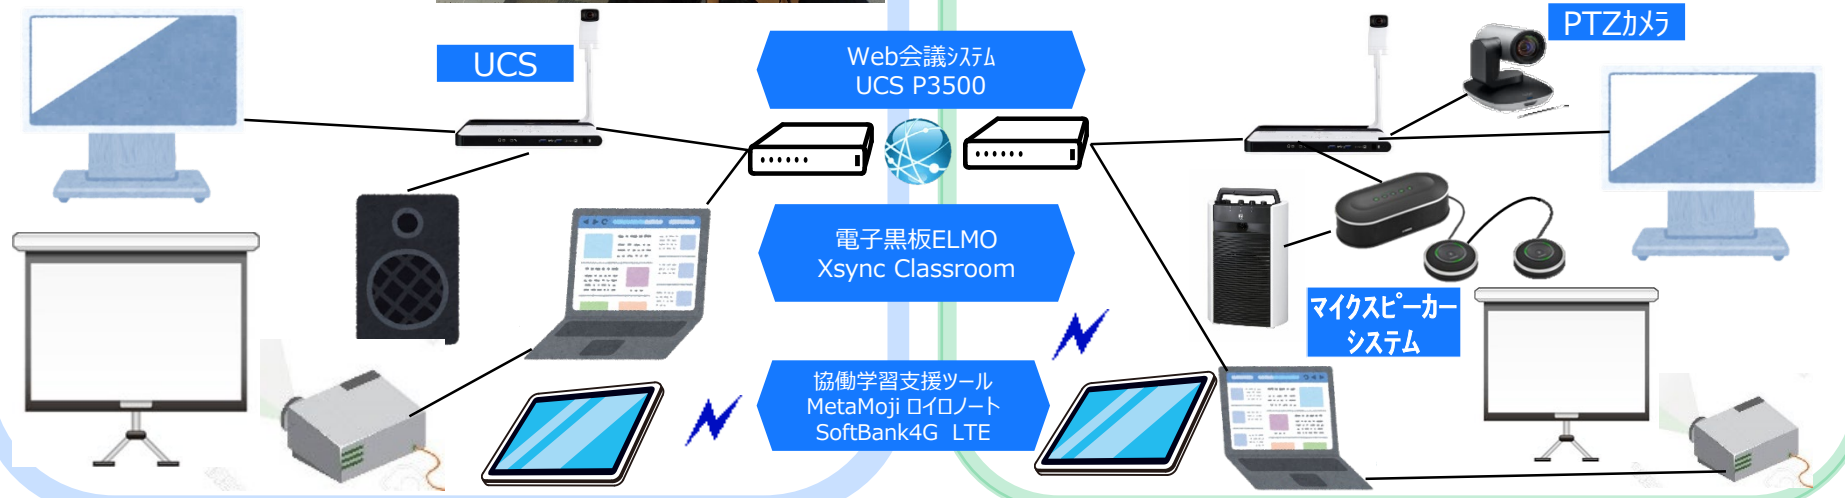 UCS
Web会議ｼｽﾃﾑ
UCS P3500
PTZｶﾒﾗ
電子黒板ELMO
Xsync Classroom
マイクスピーカー
システム
協働学習支援ﾂｰﾙ
MetaMoji ロイロノート
SoftBank4G LTE